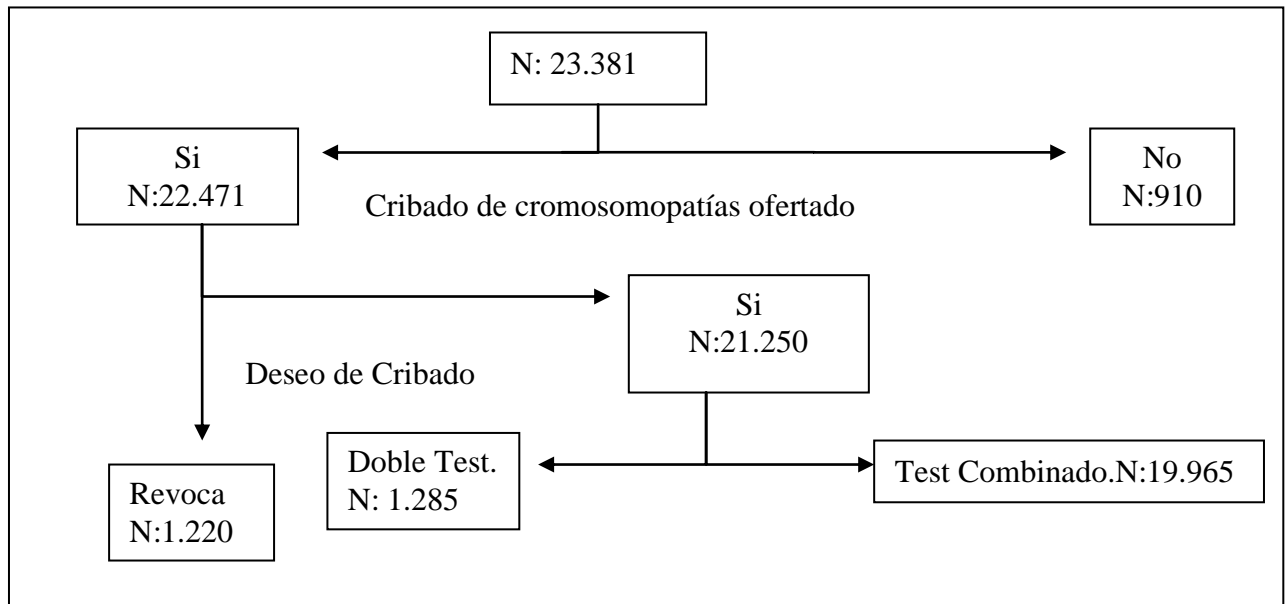 N: 23.381
Si
N:22.471
No
N:910
Cribado de cromosomopatías ofertado
Si
N:21.250
Deseo de Cribado
Doble Test.
N: 1.285
Test Combinado.N:19.965
Revoca
N:1.220